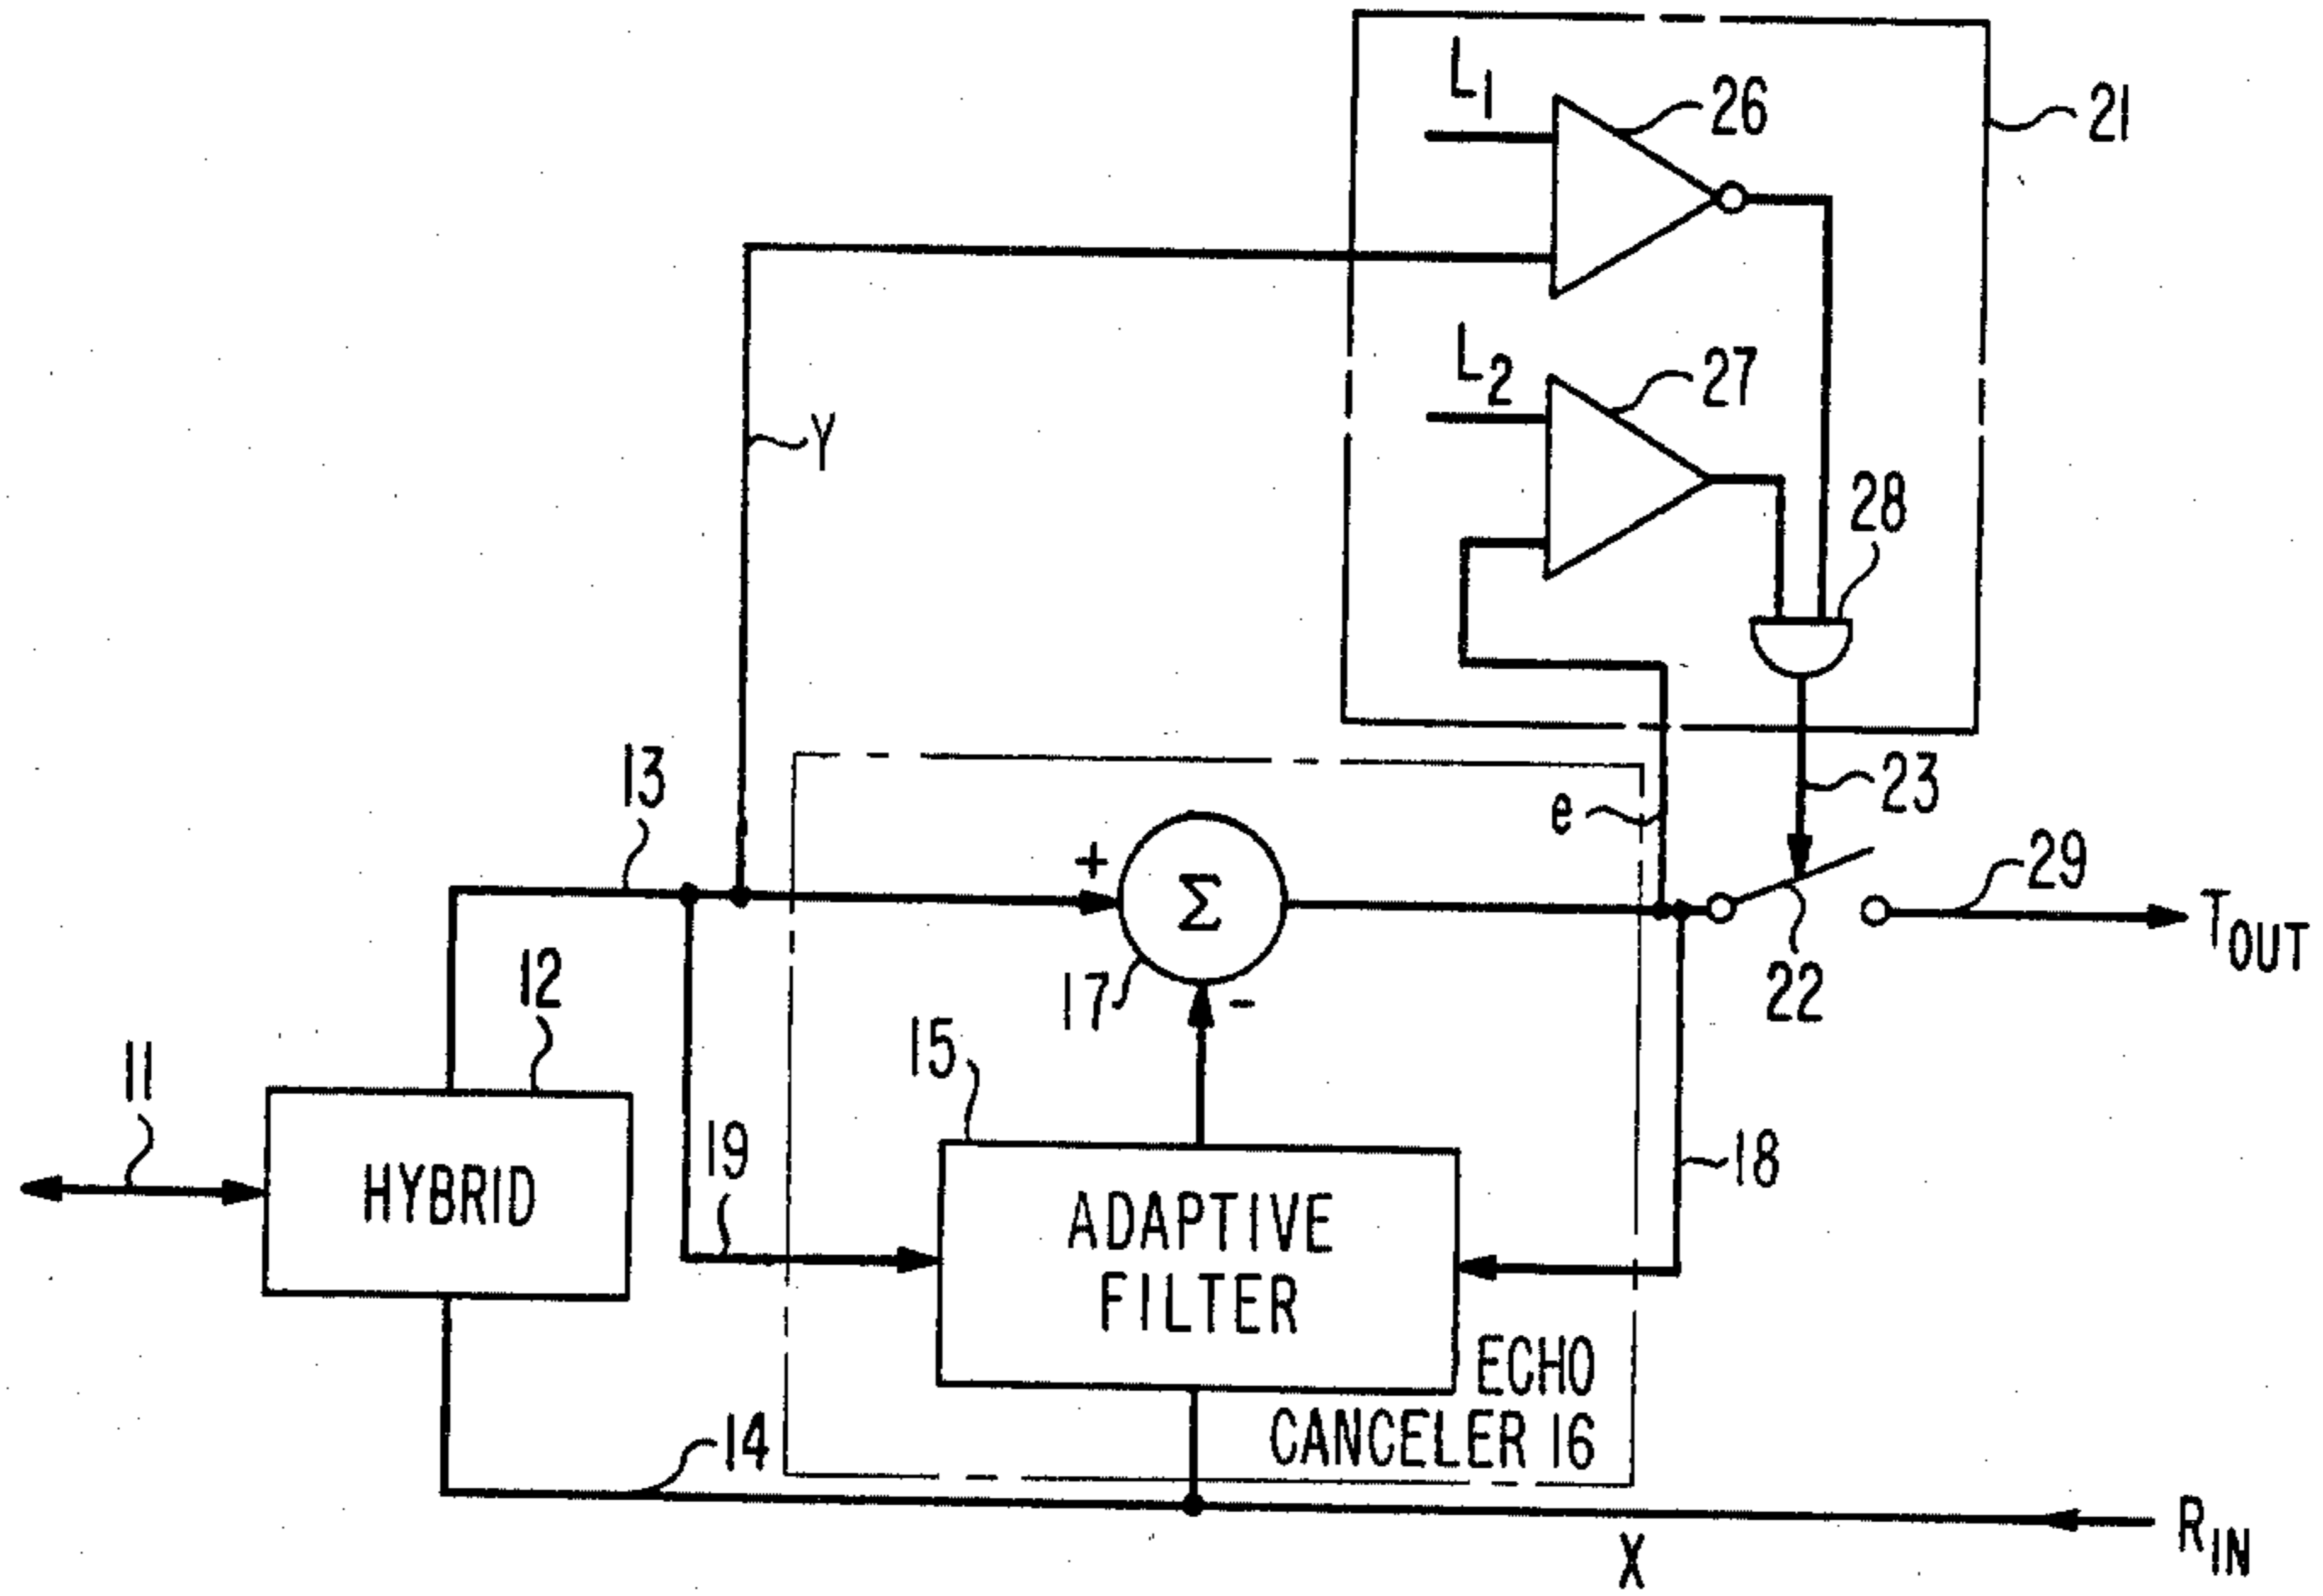 L1
26
21
L2
27
Y
28
13
e
23
+
Σ
29
TOUT
12
17
-
22
15
11
19
18
HYBRID
ADAPTIVE
FILTER
ECHO
CANCELER 16
14
X
RIN